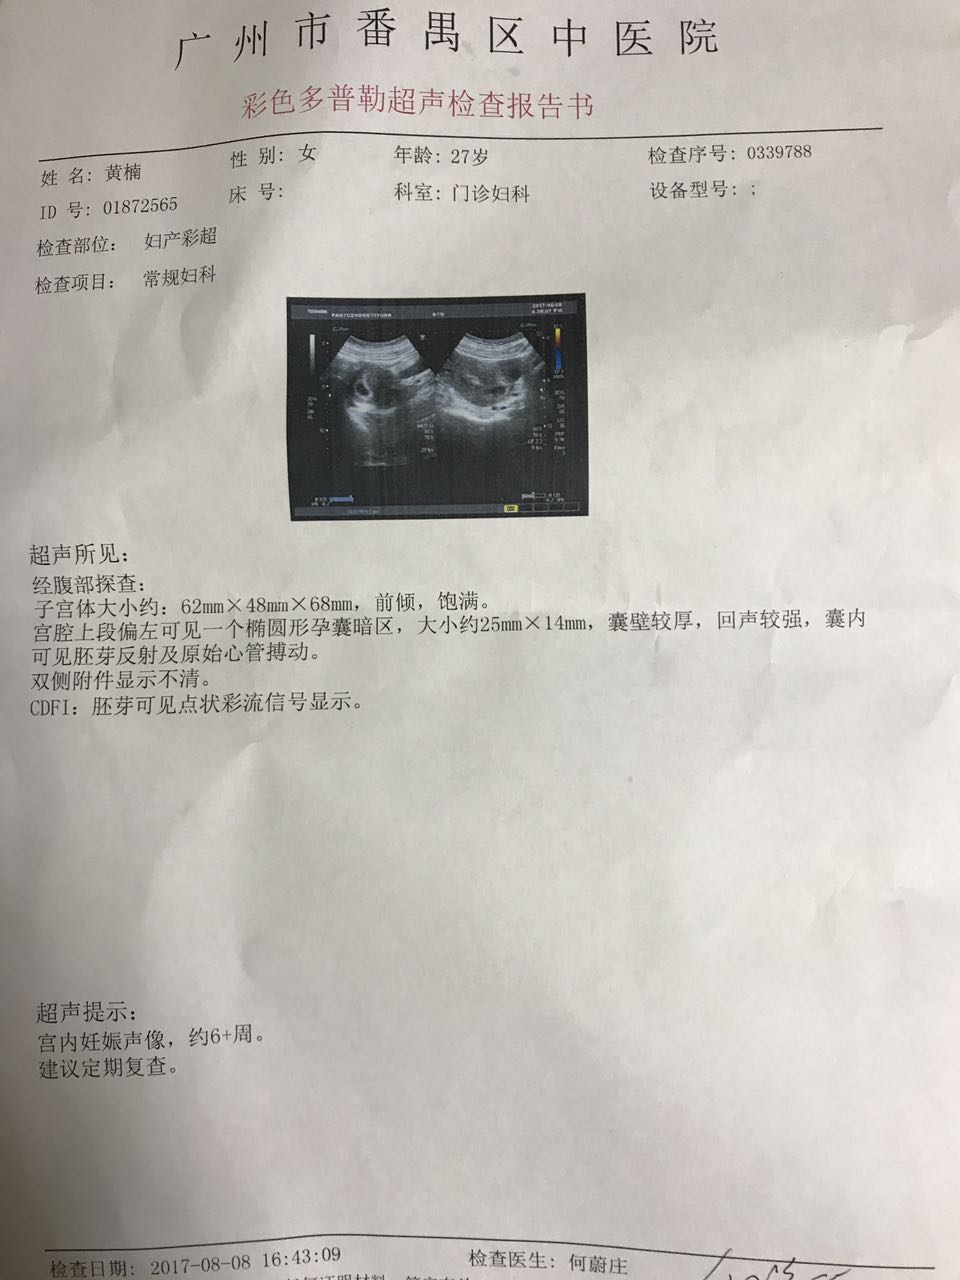 广州市番禺区中医院
彩色多普勒超声检查报告书
姓 名: 黄楠 性 别: 女 年龄: 27岁 检查序号: 0339788
ID 号: 01872565 床 号: 科室: 门诊妇科 设备型号: ;
检查部位: 妇产彩超
检查项目: 常规妇科
TOSHIBA PANYUZHONGYIYUAN GYN 2017/08/08
超声所见:
经腹部探查:
子宫体大小约: 62mm×48mm×68mm, 前倾, 饱满。
宫腔上段偏左可见一个椭圆形孕囊暗区, 大小约25mm×14mm, 囊壁较厚, 回声较强, 囊内
可见胚芽反射及原始心管搏动。
双侧附件显示不清。
CDFI: 胚芽可见点状彩流信号显示。
超声提示:
宫内妊娠声像, 约6+周。
建议定期复查。
检查日期: 2017-08-08 16:43:09 检查医生: 何蔚庄